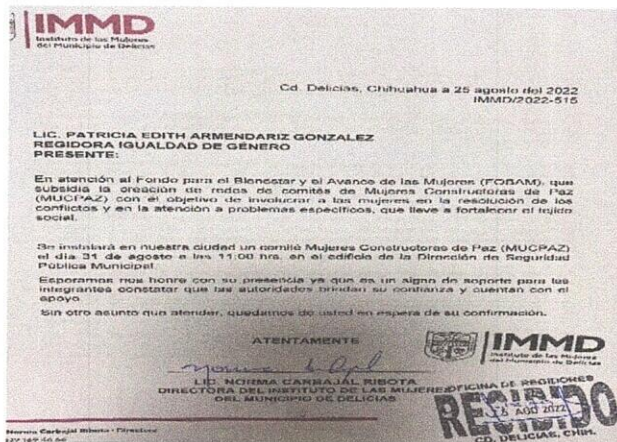 IMMD
Instituto de las Mujeres
del Municipio de Delicias
Cd. Delicias, Chihuahua a 25 agosto del 2022
IMMD/2022-515
LIC. PATRICIA EDITH ARMENDARIZ GONZALEZ
REGIDORA IGUALDAD DE GÉNERO
PRESENTE:
En atención al Fondo para el Bienestar y el Avance de las Mujeres (FOBAM), que
subsidia la creación de redes de comités de Mujeres Constructoras de Paz
(MUCPAZ) con el objetivo de involucrar a las mujeres en la resolución de los
conflictos y en la atención a problemas específicos, que lleve a fortalecer el tejido
social.
Se instalará en nuestra ciudad un comité Mujeres Constructoras de Paz (MUCPAZ)
el día 31 de agosto a las 11:00 hrs. en el edificio de la Dirección de Seguridad
Pública Municipal.
Esperamos nos honre con su presencia ya que es un signo de soporte para las
integrantes constatar que las autoridades brindan su confianza y cuentan con el
apoyo.
Sin otro asunto que atender, quedamos de usted en espera de su confirmación.
ATENTAMENTE
LIC. NORMA CARBAJAL RIBOTA
DIRECTORA DEL INSTITUTO DE LAS MUJERES
DEL MUNICIPIO DE DELICIAS
IMMD
Instituto de las Mujeres
del Municipio de Delicias
OFICINA DE REGIDORES
RECIBIDO
AGO 2022
CD. DELICIAS, CHIH.
Norma Carbajal Ribota - Directora